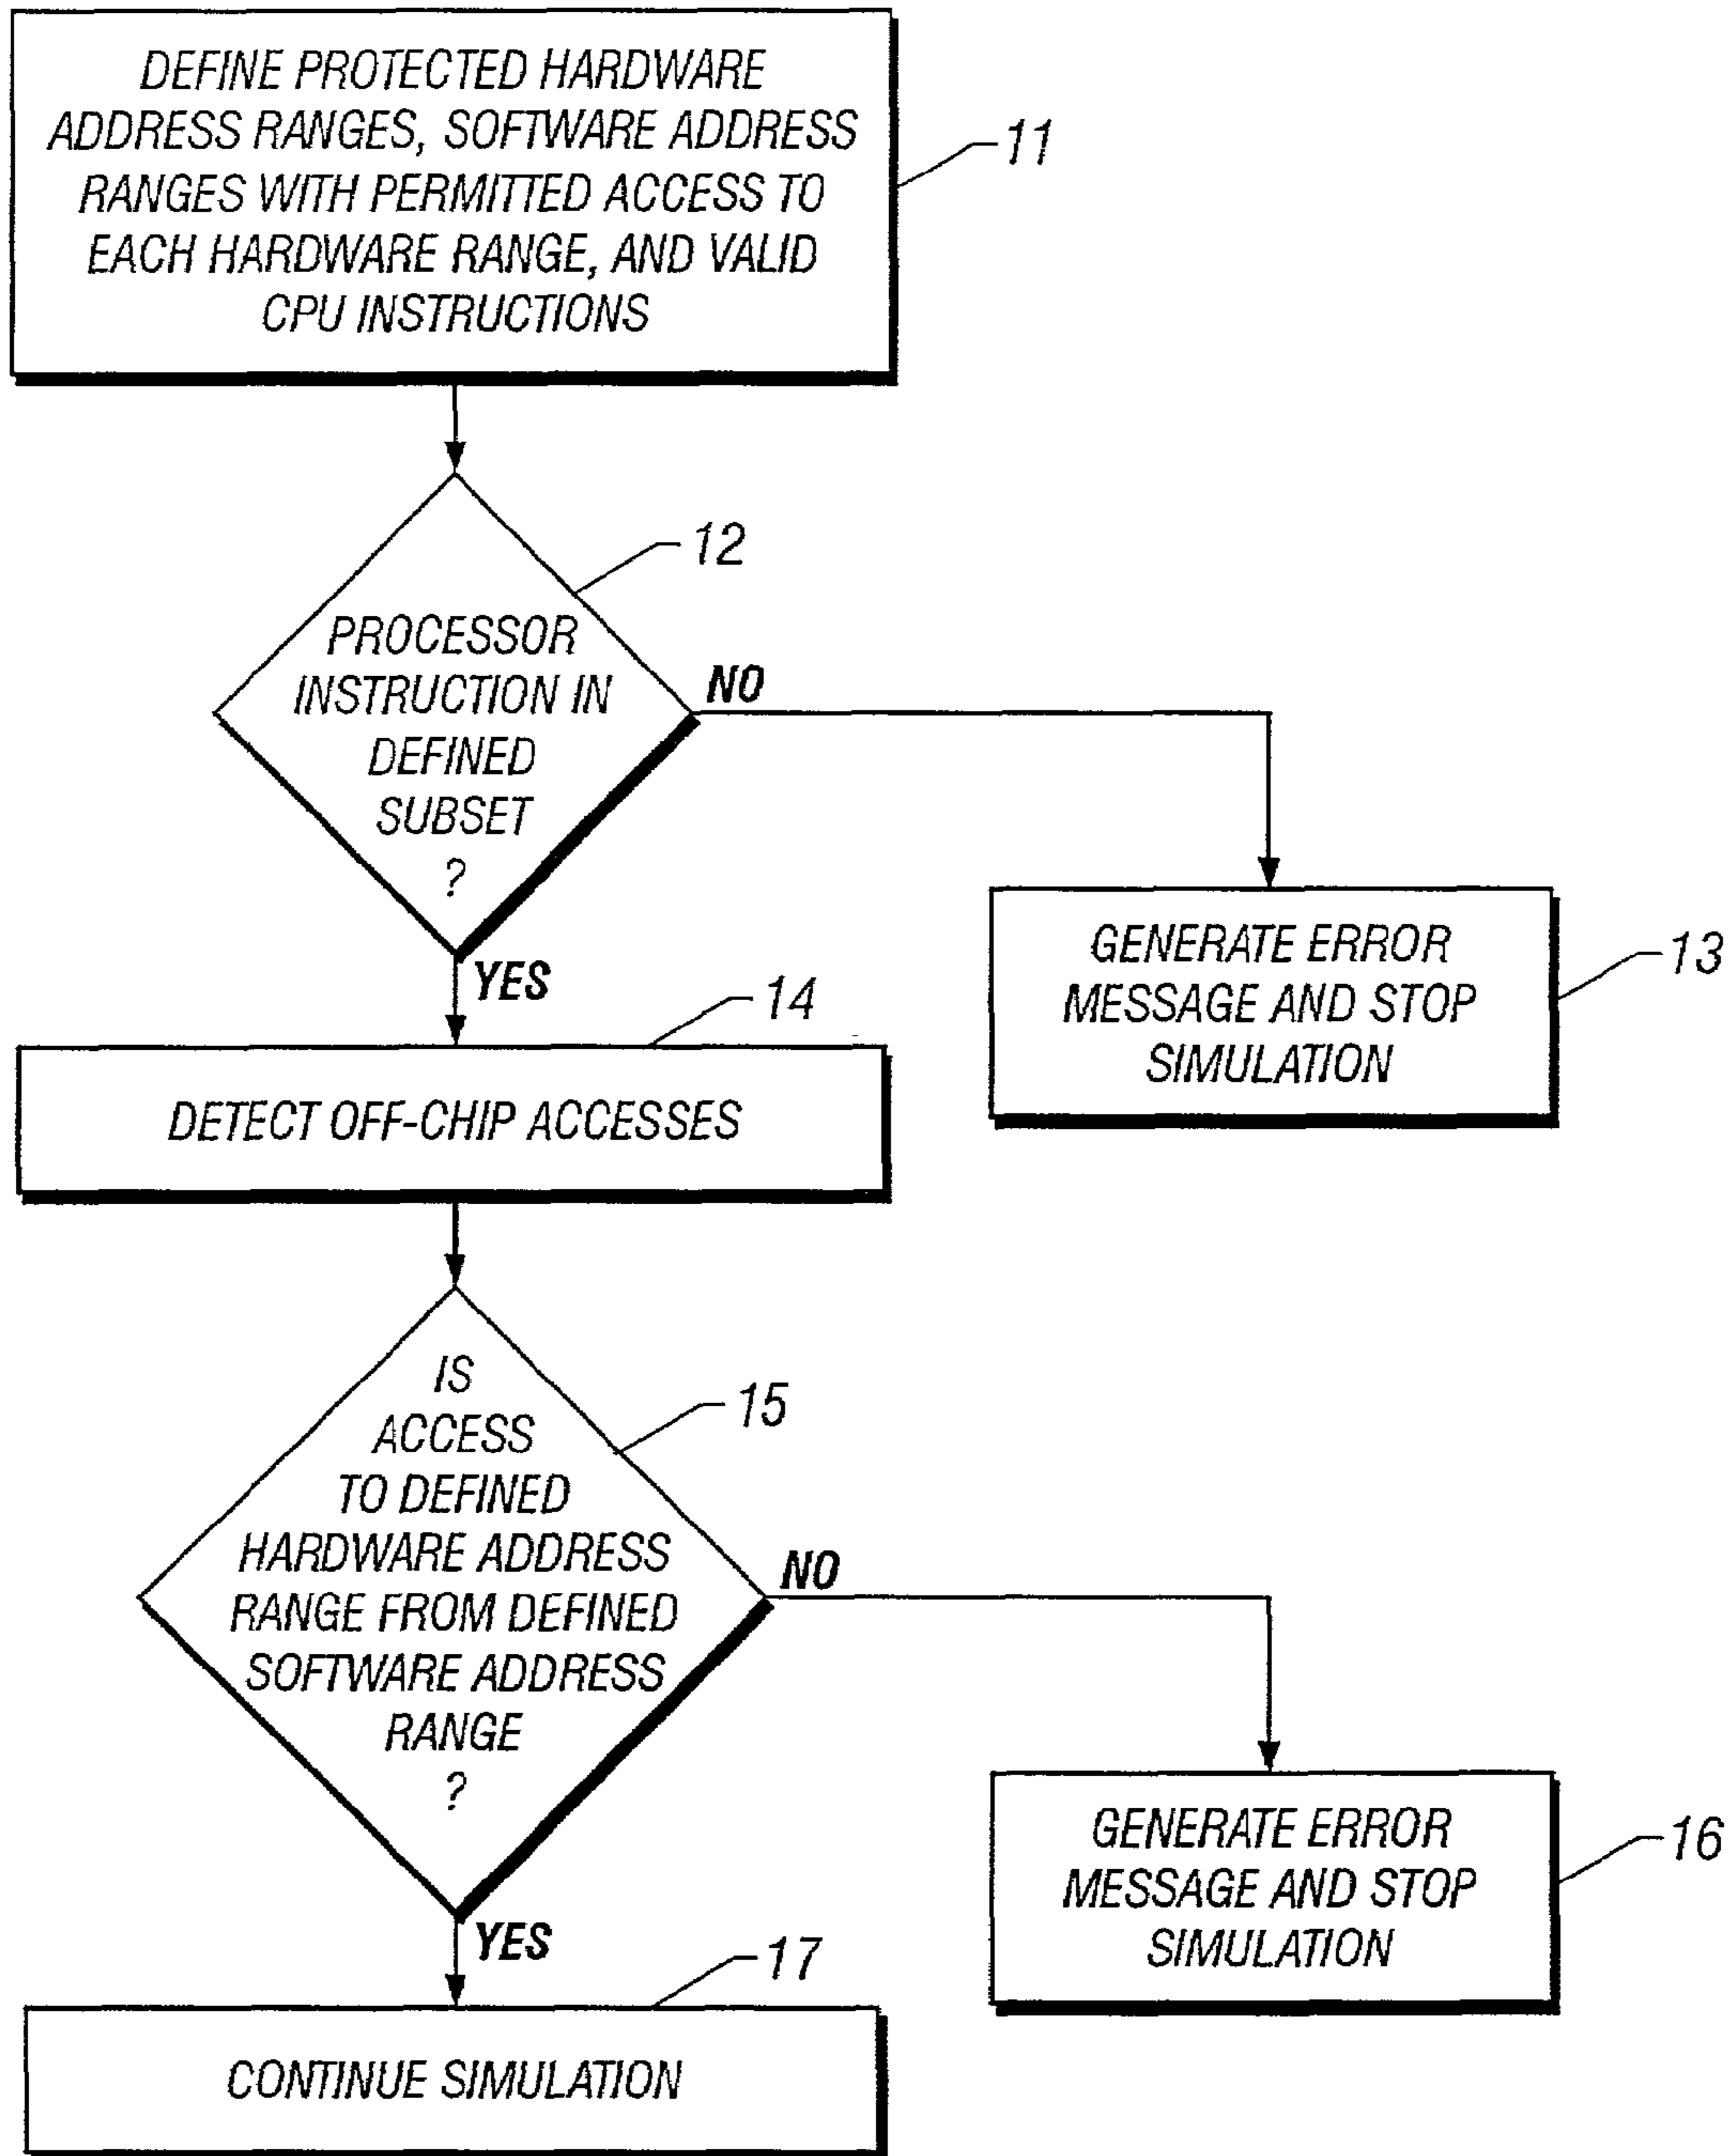 DEFINE PROTECTED HARDWARE
ADDRESS RANGES, SOFTWARE ADDRESS
RANGES WITH PERMITTED ACCESS TO
EACH HARDWARE RANGE, AND VALID
CPU INSTRUCTIONS
11
12
PROCESSOR
INSTRUCTION IN
DEFINED
SUBSET
?
NO
YES
GENERATE ERROR
MESSAGE AND STOP
SIMULATION
13
14
DETECT OFF-CHIP ACCESSES
15
IS
ACCESS
TO DEFINED
HARDWARE ADDRESS
RANGE FROM DEFINED
SOFTWARE ADDRESS
RANGE
?
NO
YES
GENERATE ERROR
MESSAGE AND STOP
SIMULATION
16
17
CONTINUE SIMULATION